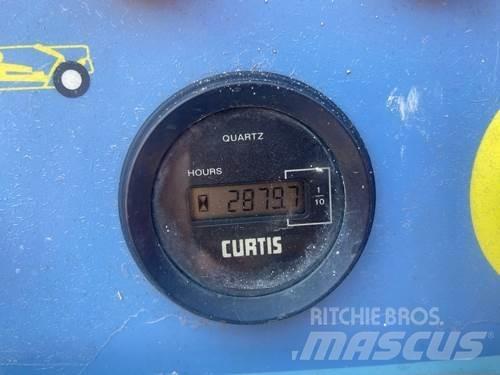 QUARTZ
HOURS
2879.7
1/10
CURTIS
RITCHIE BROS.
MASCUS